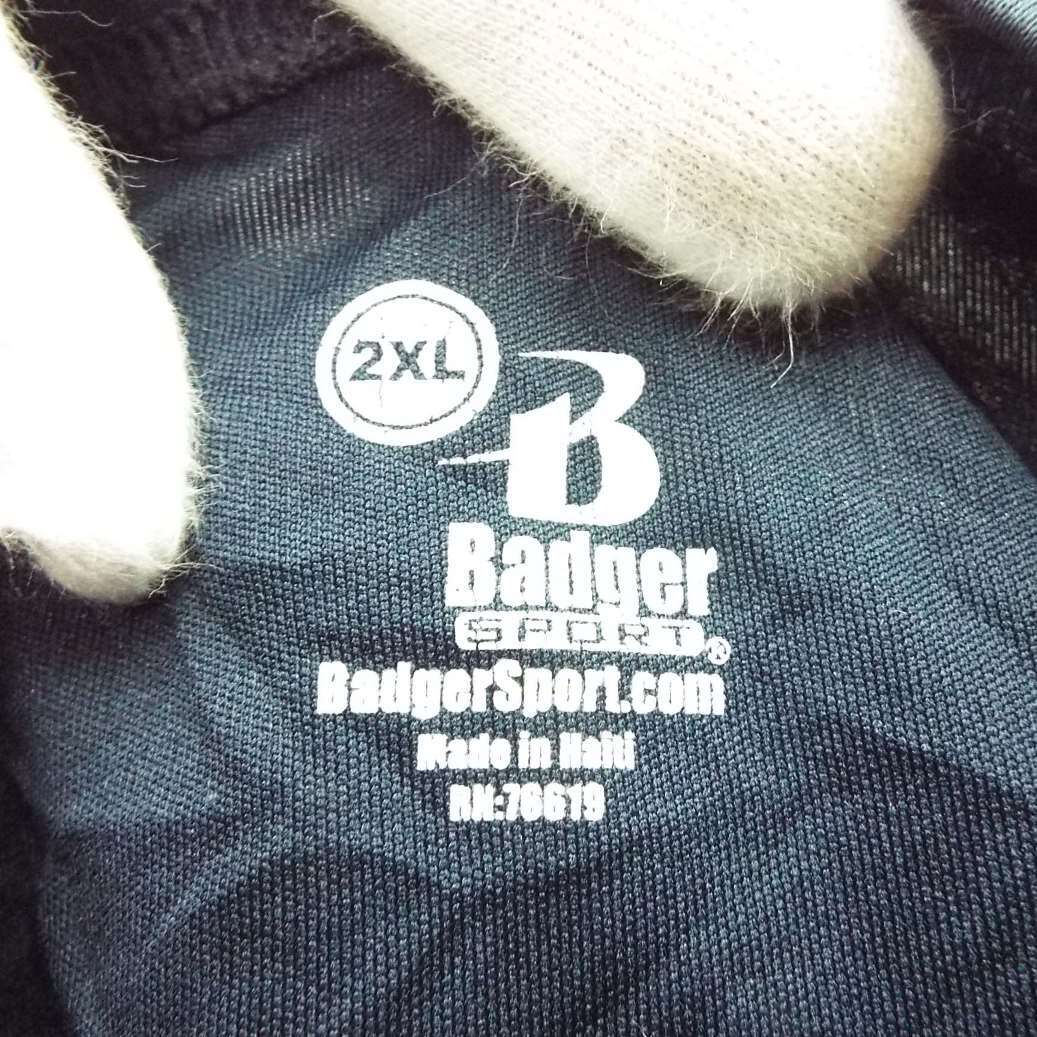 2XL
B
Badger
SPORT®
BadgerSport.com
Made in Haiti
RN:76619